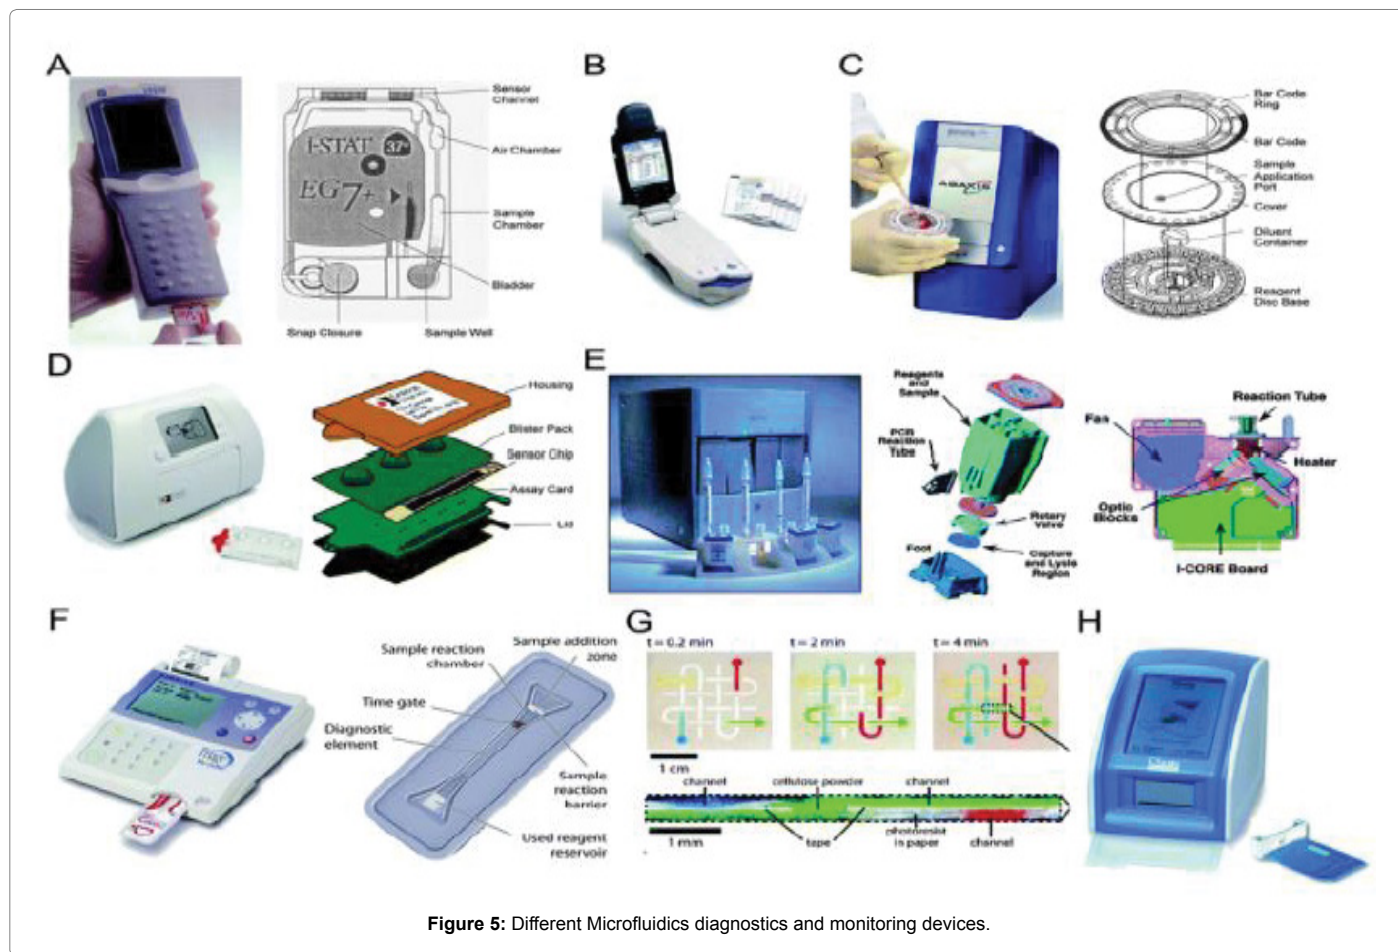 A
Sensor
Channel
I-STAT
37°
Air Chamber
EG7+
Sample
Chamber
Bladder
Snap Closure
Sample Well
B
C
ABAXIS
Bar Code
Ring
Bar Code
Sample
Application
Port
Cover
Diluent
Container
Reagent
Disc Base
D
Housing
Blister Pack
Sensor Chip
Assay Card
Lid
E
Reagents and
Sample
PCR
Reaction
Tube
Rotary
Valve
Foot
Capture
and Lysis
Region
Reaction Tube
Fan
Heater
Optic
Blocks
I-CORE Board
F
Sample addition
zone
Sample reaction
chamber
Time gate
Diagnostic
element
Sample
reaction
barrier
Used reagent
reservoir
G
t = 0.2 min
t = 2 min
t = 4 min
1 cm
channel
cellulose powder
channel
1 mm
tape
photoresist
in paper
channel
H
Figure 5: Different Microfluidics diagnostics and monitoring devices.